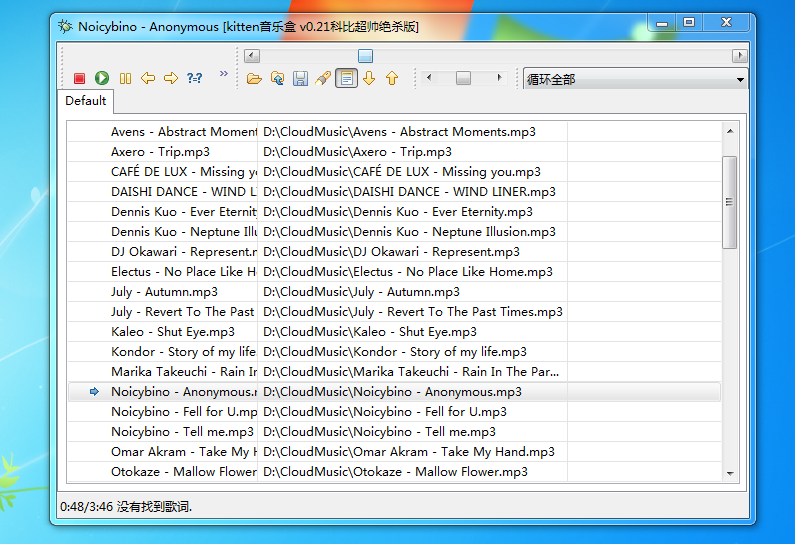 Noicybino - Anonymous [kitten音乐盒 v0.21科比超帅绝杀版]
?=? » 循环全部
Default
Avens - Abstract Moment D:\CloudMusic\Avens - Abstract Moments.mp3
Axero - Trip.mp3 D:\CloudMusic\Axero - Trip.mp3
CAFÉ DE LUX - Missing yo D:\CloudMusic\CAFÉ DE LUX - Missing you.mp3
DAISHI DANCE - WIND L D:\CloudMusic\DAISHI DANCE - WIND LINER.mp3
Dennis Kuo - Ever Eternit D:\CloudMusic\Dennis Kuo - Ever Eternity.mp3
Dennis Kuo - Neptune Illu D:\CloudMusic\Dennis Kuo - Neptune Illusion.mp3
DJ Okawari - Represent.m D:\CloudMusic\DJ Okawari - Represent.mp3
Electus - No Place Like H D:\CloudMusic\Electus - No Place Like Home.mp3
July - Autumn.mp3 D:\CloudMusic\July - Autumn.mp3
July - Revert To The Past D:\CloudMusic\July - Revert To The Past Times.mp3
Kaleo - Shut Eye.mp3 D:\CloudMusic\Kaleo - Shut Eye.mp3
Kondor - Story of my life. D:\CloudMusic\Kondor - Story of my life.mp3
Marika Takeuchi - Rain In D:\CloudMusic\Marika Takeuchi - Rain In The Par...
Noicybino - Anonymous.m D:\CloudMusic\Noicybino - Anonymous.mp3
Noicybino - Fell for U.mp D:\CloudMusic\Noicybino - Fell for U.mp3
Noicybino - Tell me.mp3 D:\CloudMusic\Noicybino - Tell me.mp3
Omar Akram - Take My H D:\CloudMusic\Omar Akram - Take My Hand.mp3
Otokaze - Mallow Flower D:\CloudMusic\Otokaze - Mallow Flower.mp3
0:48/3:46 没有找到歌词.